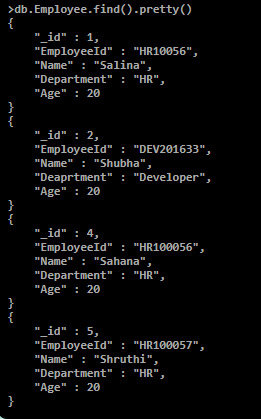 >db.Employee.find().pretty()
{
"_id" : 1,
"EmployeeId" : "HR10056",
"Name" : "Salina",
"Department" : "HR",
"Age" : 20
}
{
"_id" : 2,
"EmployeeId" : "DEV201633",
"Name" : "Shubha",
"Deaprtment" : "Developer",
"Age" : 20
}
{
"_id" : 4,
"EmployeeId" : "HR100056",
"Name" : "Sahana",
"Department" : "HR",
"Age" : 20
}
{
"_id" : 5,
"EmployeeId" : "HR100057",
"Name" : "Shruthi",
"Department" : "HR",
"Age" : 20
}